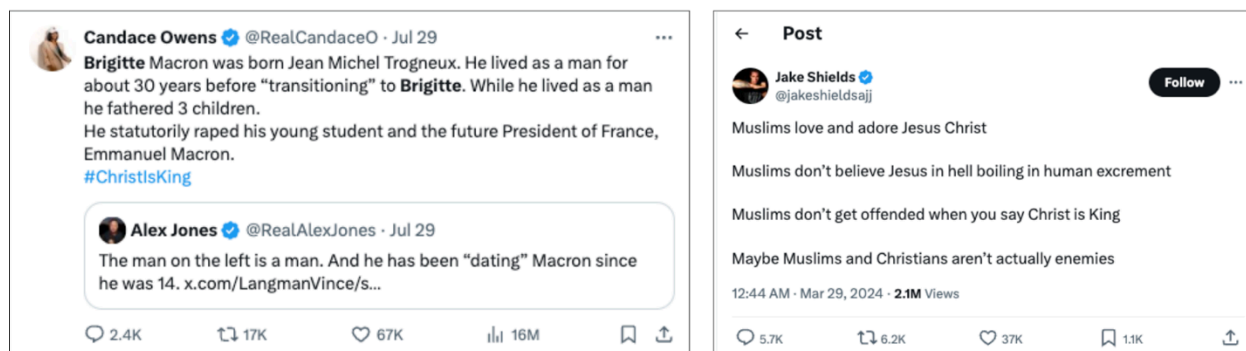 Candace Owens @RealCandaceO · Jul 29
Brigitte Macron was born Jean Michel Trogneux. He lived as a man for
about 30 years before “transitioning” to Brigitte. While he lived as a man
he fathered 3 children.
He statutorily raped his young student and the future President of France,
Emmanuel Macron.
#ChristIsKing
Alex Jones @RealAlexJones · Jul 29
The man on the left is a man. And he has been “dating” Macron since
he was 14. x.com/LangmanVince/s...
2.4K 17K 67K 16M
Post
Jake Shields
@jakeshieldsajj
Follow
Muslims love and adore Jesus Christ
Muslims don’t believe Jesus in hell boiling in human excrement
Muslims don’t get offended when you say Christ is King
Maybe Muslims and Christians aren’t actually enemies
12:44 AM · Mar 29, 2024 · 2.1M Views
5.7K 6.2K 37K 1.1K